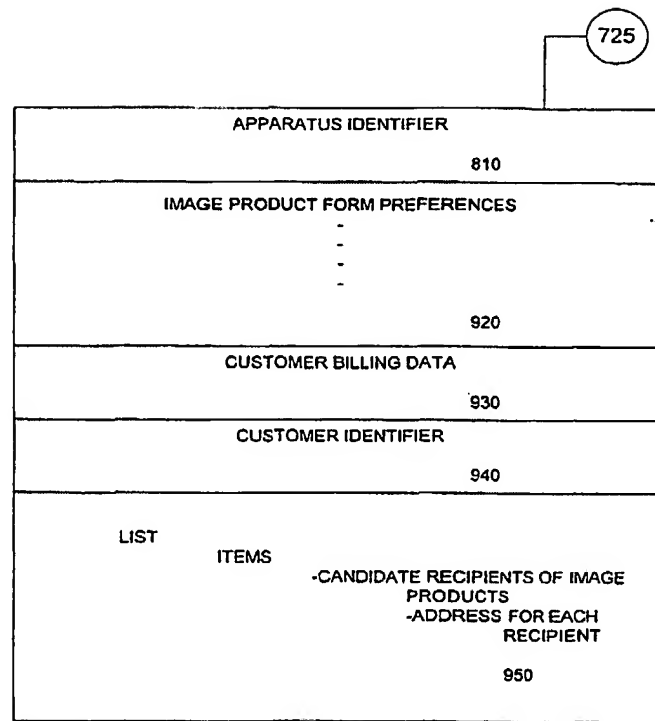 725
APPARATUS IDENTIFIER
810
IMAGE PRODUCT FORM PREFERENCES
-
-
-
-
920
CUSTOMER BILLING DATA
930
CUSTOMER IDENTIFIER
940
LIST
ITEMS
-CANDIDATE RECIPIENTS OF IMAGE
PRODUCTS
-ADDRESS FOR EACH
RECIPIENT
950